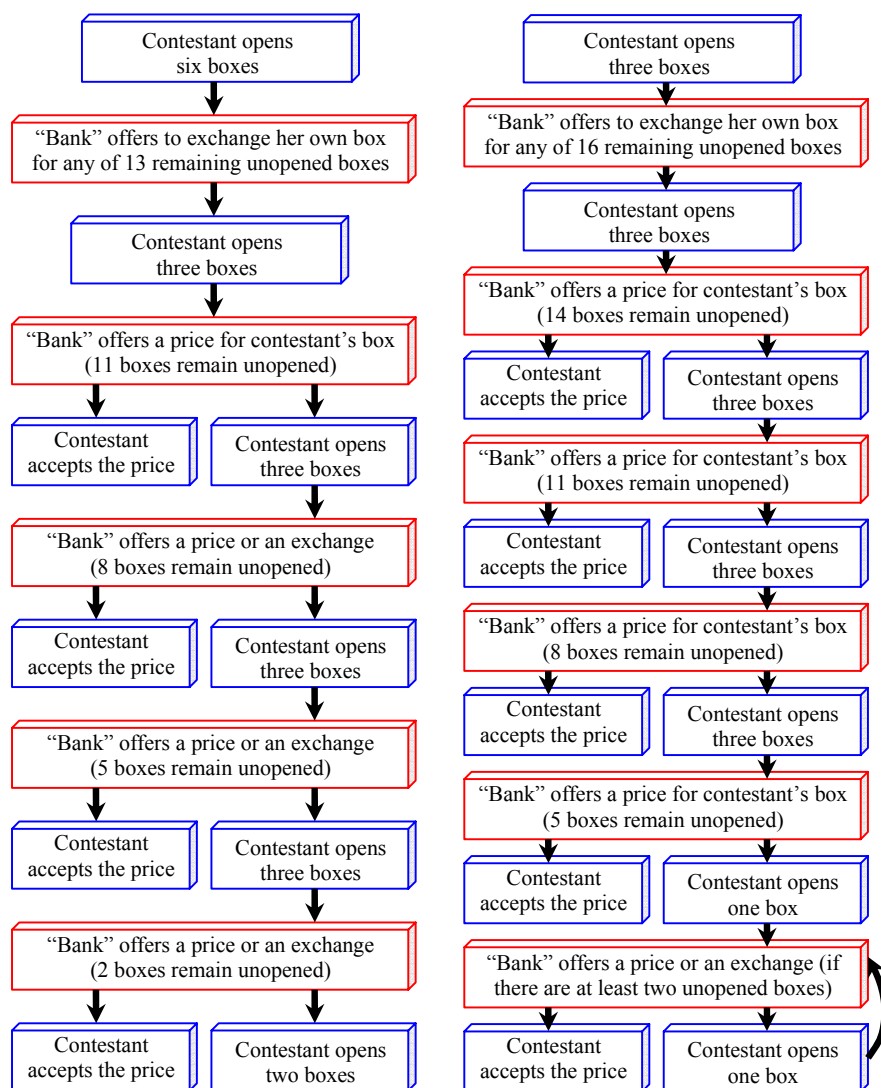 Contestant opens
six boxes
“Bank” offers to exchange her own box
for any of 13 remaining unopened boxes
Contestant opens
three boxes
“Bank” offers a price for contestant’s box
(11 boxes remain unopened)
Contestant
accepts the price
Contestant opens
three boxes
“Bank” offers a price or an exchange
(8 boxes remain unopened)
Contestant
accepts the price
Contestant opens
three boxes
“Bank” offers a price or an exchange
(5 boxes remain unopened)
Contestant
accepts the price
Contestant opens
three boxes
“Bank” offers a price or an exchange
(2 boxes remain unopened)
Contestant
accepts the price
Contestant opens
two boxes
Contestant opens
three boxes
“Bank” offers to exchange her own box
for any of 16 remaining unopened boxes
Contestant opens
three boxes
“Bank” offers a price for contestant’s box
(14 boxes remain unopened)
Contestant
accepts the price
Contestant opens
three boxes
“Bank” offers a price for contestant’s box
(11 boxes remain unopened)
Contestant
accepts the price
Contestant opens
three boxes
“Bank” offers a price for contestant’s box
(8 boxes remain unopened)
Contestant
accepts the price
Contestant opens
three boxes
“Bank” offers a price for contestant’s box
(5 boxes remain unopened)
Contestant
accepts the price
Contestant opens
one box
“Bank” offers a price or an exchange (if
there are at least two unopened boxes)
Contestant
accepts the price
Contestant opens
one box